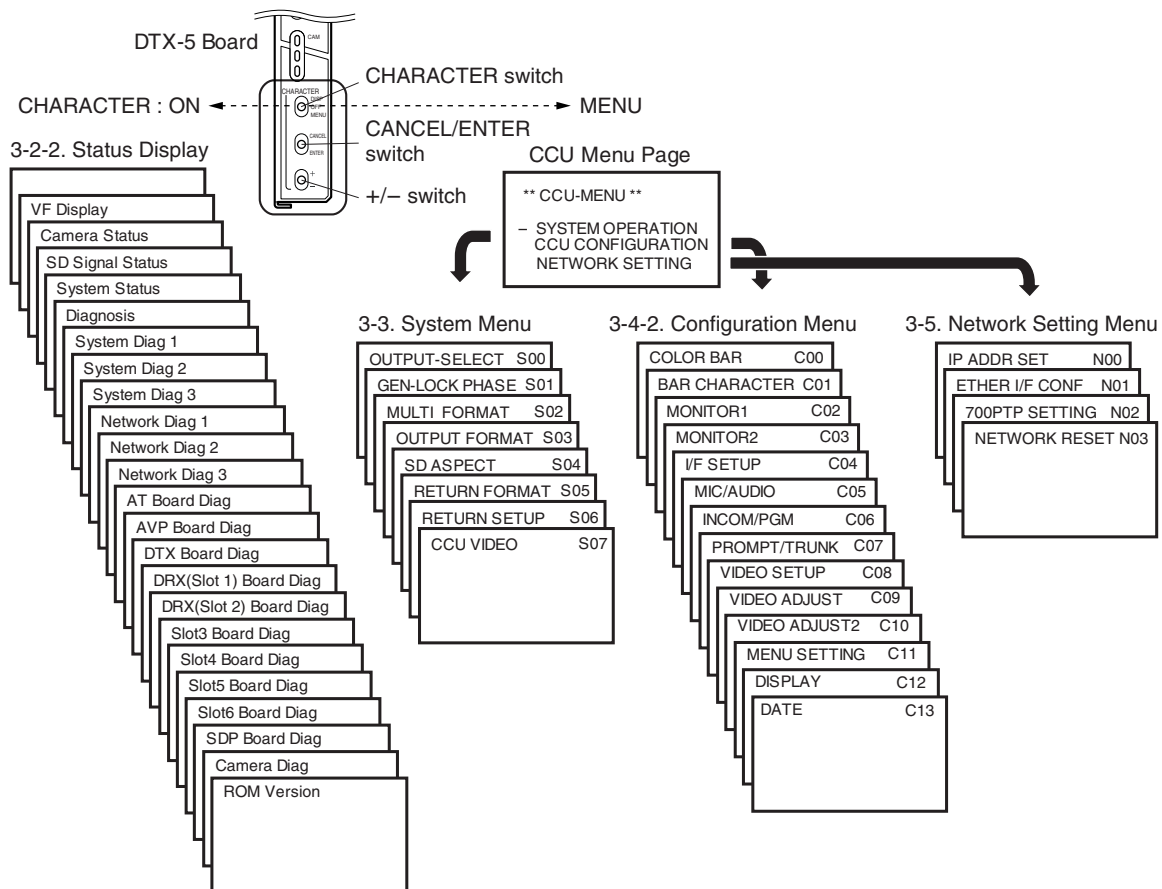 DTX-5 Board
CAM
CHARACTER switch
CHARACTER
OFF
MENU
CHARACTER : ON
MENU
CANCEL
ENTER
CANCEL/ENTER
switch
+
–
+/– switch
3-2-2. Status Display
VF Display
Camera Status
SD Signal Status
System Status
Diagnosis
System Diag 1
System Diag 2
System Diag 3
Network Diag 1
Network Diag 2
Network Diag 3
AT Board Diag
AVP Board Diag
DTX Board Diag
DRX(Slot 1) Board Diag
DRX(Slot 2) Board Diag
Slot3 Board Diag
Slot4 Board Diag
Slot5 Board Diag
Slot6 Board Diag
SDP Board Diag
Camera Diag
ROM Version
CCU Menu Page
** CCU-MENU **
– SYSTEM OPERATION
CCU CONFIGURATION
NETWORK SETTING
3-3. System Menu
OUTPUT-SELECT S00
GEN-LOCK PHASE S01
MULTI FORMAT S02
OUTPUT FORMAT S03
SD ASPECT S04
RETURN FORMAT S05
RETURN SETUP S06
CCU VIDEO S07
3-4-2. Configuration Menu
COLOR BAR C00
BAR CHARACTER C01
MONITOR1 C02
MONITOR2 C03
I/F SETUP C04
MIC/AUDIO C05
INCOM/PGM C06
PROMPT/TRUNK C07
VIDEO SETUP C08
VIDEO ADJUST C09
VIDEO ADJUST2 C10
MENU SETTING C11
DISPLAY C12
DATE C13
3-5. Network Setting Menu
IP ADDR SET N00
ETHER I/F CONF N01
700PTP SETTING N02
NETWORK RESET N03